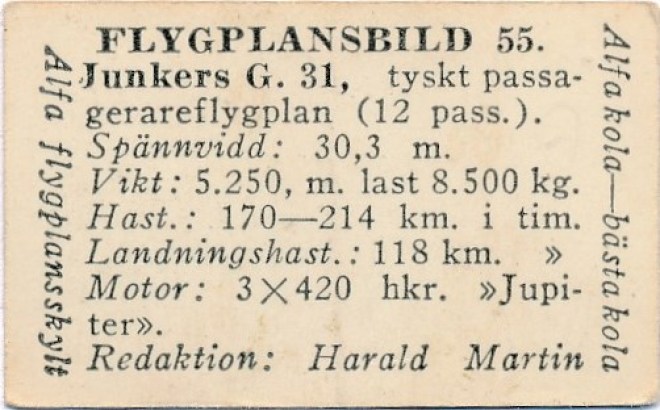 FLYGPLANSBILD 55.
Junkers G. 31, tyskt passa-
gerareflygplan (12 pass.).
Spännvidd: 30,3 m.
Vikt: 5.250, m. last 8.500 kg.
Hast.: 170—214 km. i tim.
Landningshast.: 118 km. »
Motor: 3×420 hkr. »Jupi-
ter».
Redaktion: Harald Martin
Alfa flygplansskylt
Alfa kola—bästa kola